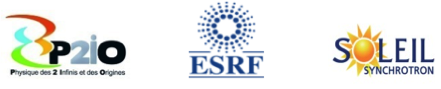 P2iO
Physique des 2 Infinis et des Origines
ESRF
SOLEIL
SYNCHROTRON